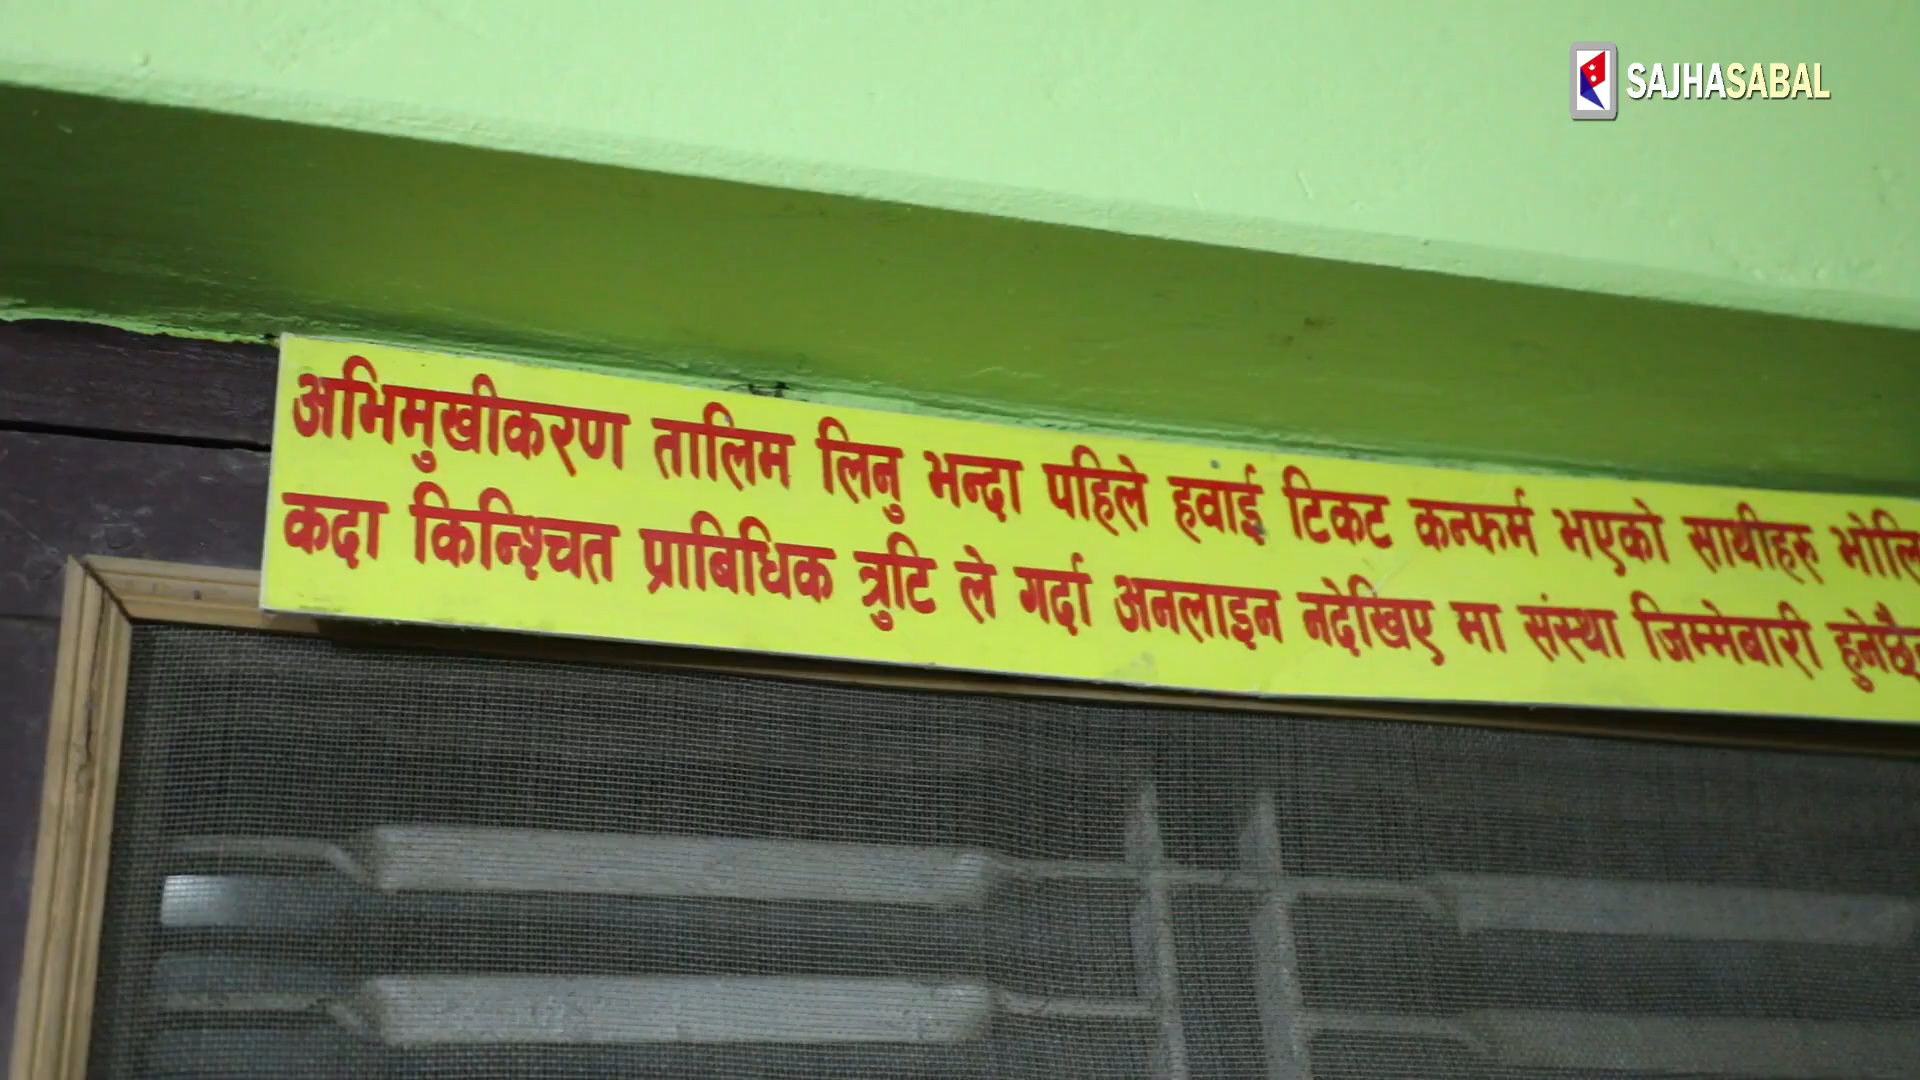 SAJHASABAL
अभिमुखीकरण तालिम लिनु भन्दा पहिले हवाई टिकट कन्फर्म भएको साथीहरु
कदा किन्श्चित प्राबिधिक त्रुटि ले गर्दा अनलाइन नदेखिए मा संस्था जिम्मेबारी